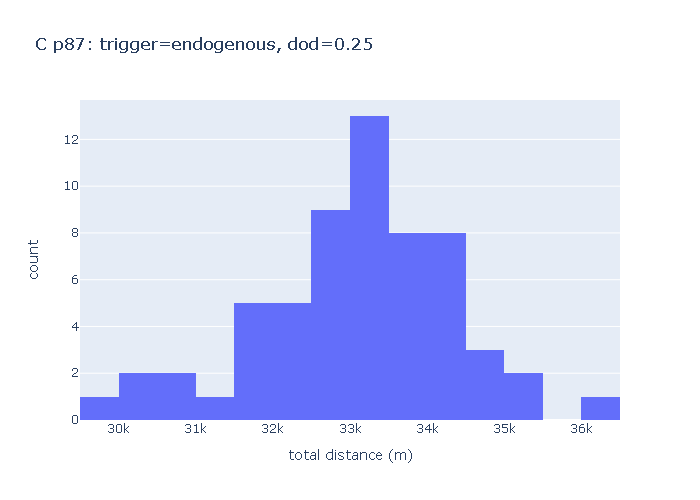 C p87: trigger=endogenous, dod=0.25
12
10
8
6
4
2
0
count
30k 31k 32k 33k 34k 35k 36k
total distance (m)